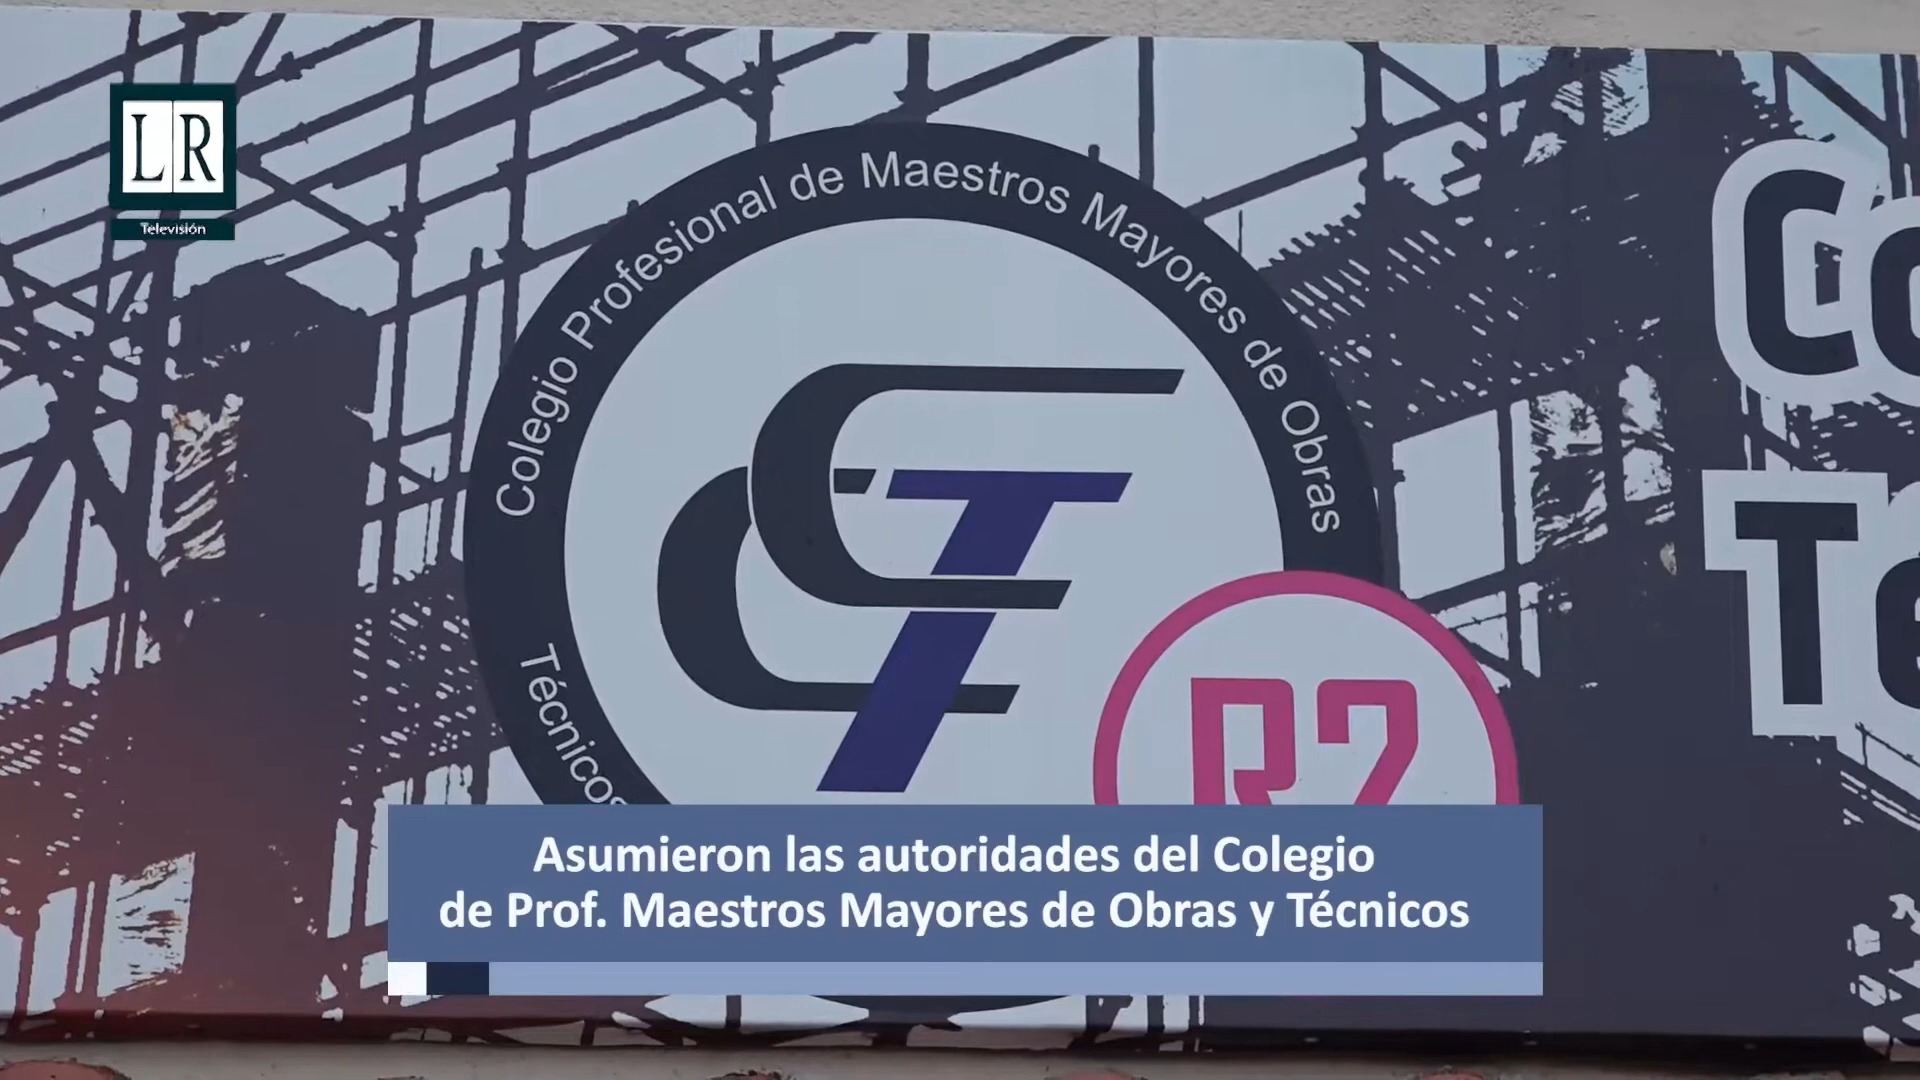 LR
Televisión
Colegio Profesional de Maestros Mayores de Obras
Técnicos
R2
Asumieron las autoridades del Colegio
de Prof. Maestros Mayores de Obras y Técnicos